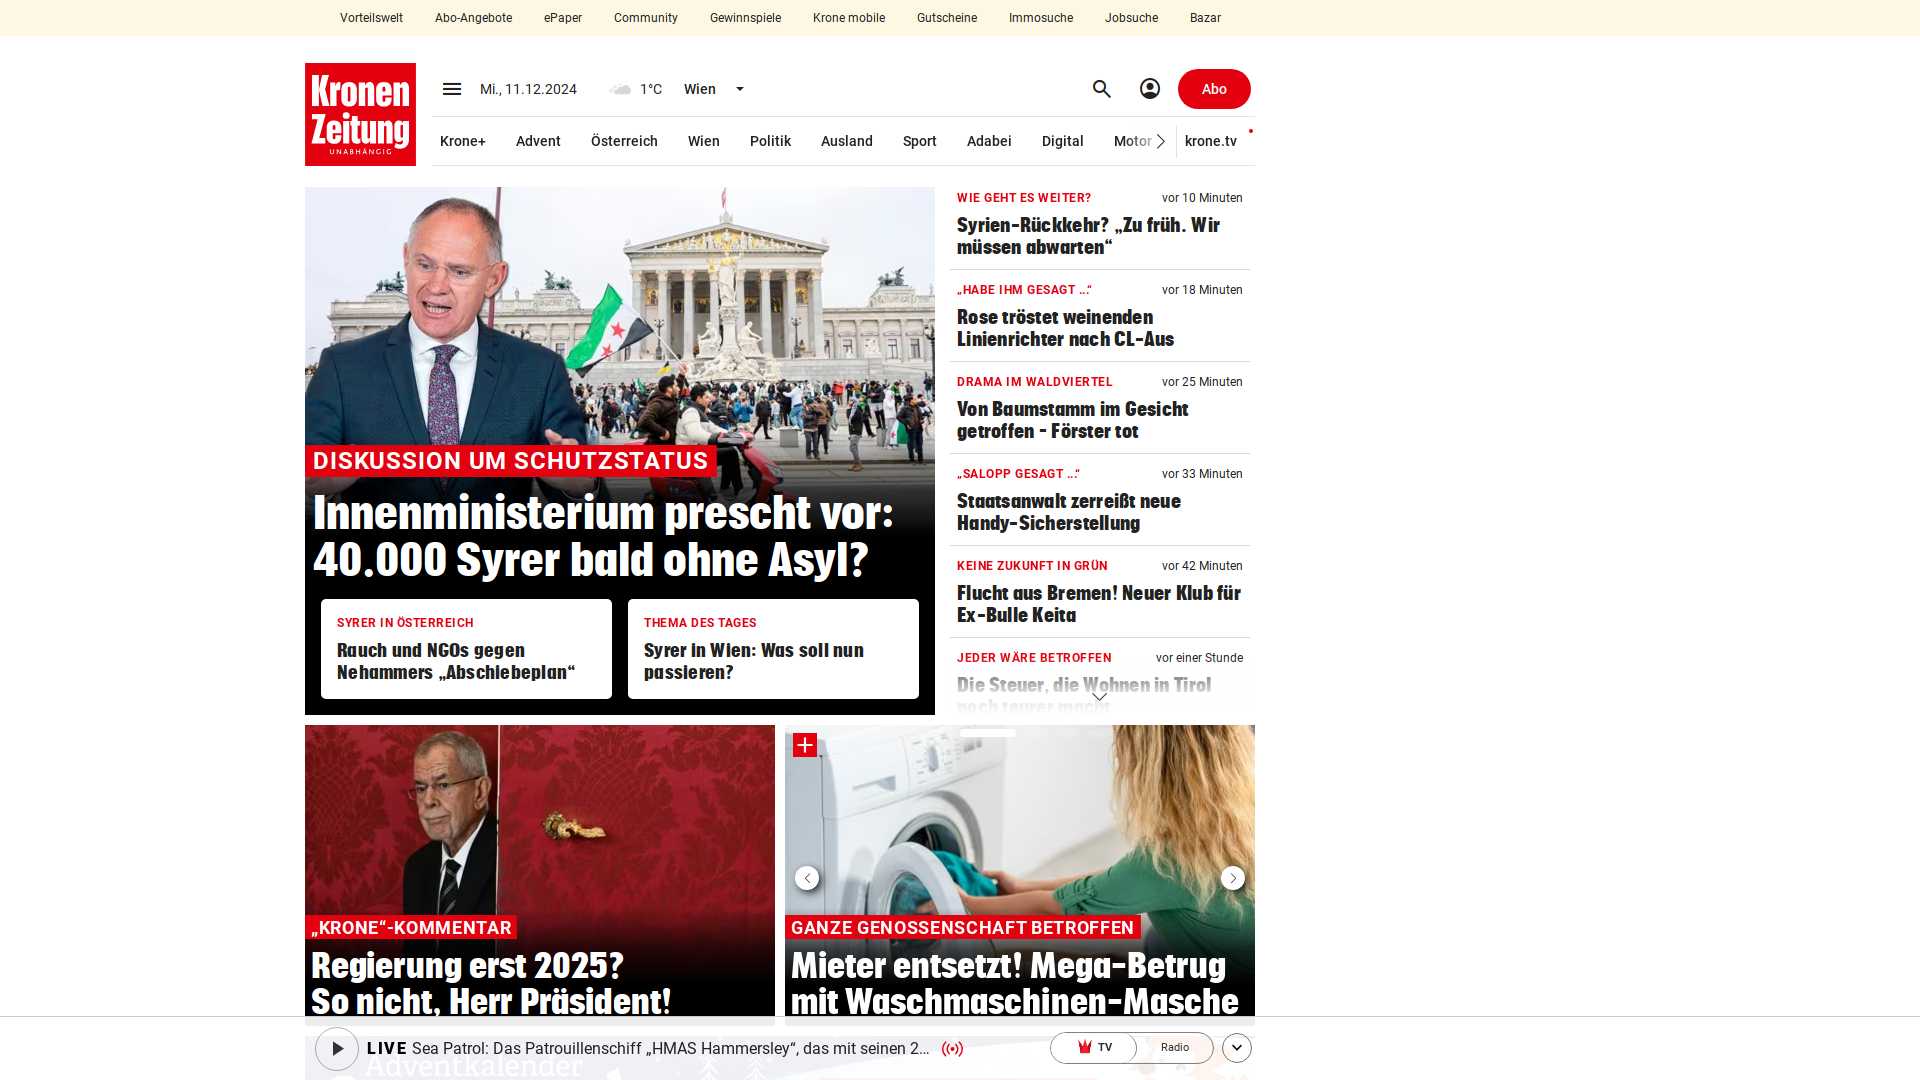 Vorteilswelt Abo-Angebote ePaper Community Gewinnspiele Krone mobile Gutscheine Immosuche Jobsuche Bazar
Kronen
Zeitung
UNABHÄNGIG
Mi., 11.12.2024 1°C Wien
Abo
Krone+ Advent Österreich Wien Politik Ausland Sport Adabei Digital Motor krone.tv
DISKUSSION UM SCHUTZSTATUS
Innenministerium prescht vor:
40.000 Syrer bald ohne Asyl?
SYRER IN ÖSTERREICH
Rauch und NGOs gegen
Nehammers „Abschiebeplan“
THEMA DES TAGES
Syrer in Wien: Was soll nun
passieren?
WIE GEHT ES WEITER? vor 10 Minuten
Syrien-Rückkehr? „Zu früh. Wir
müssen abwarten“
„HABE IHM GESAGT ...“ vor 18 Minuten
Rose tröstet weinenden
Linienrichter nach CL-Aus
DRAMA IM WALDVIERTEL vor 25 Minuten
Von Baumstamm im Gesicht
getroffen – Förster tot
„SALOPP GESAGT ...“ vor 33 Minuten
Staatsanwalt zerreißt neue
Handy-Sicherstellung
KEINE ZUKUNFT IN GRÜN vor 42 Minuten
Flucht aus Bremen! Neuer Klub für
Ex-Bulle Keita
JEDER WÄRE BETROFFEN vor einer Stunde
Die Steuer, die Wohnen in Tirol
noch teurer macht
„KRONE“-KOMMENTAR
Regierung erst 2025?
So nicht, Herr Präsident!
GANZE GENOSSENSCHAFT BETROFFEN
Mieter entsetzt! Mega-Betrug
mit Waschmaschinen-Masche
LIVE Sea Patrol: Das Patrouillenschiff „HMAS Hammersley“, das mit seinen 2...
TV
Radio
Adventkalender